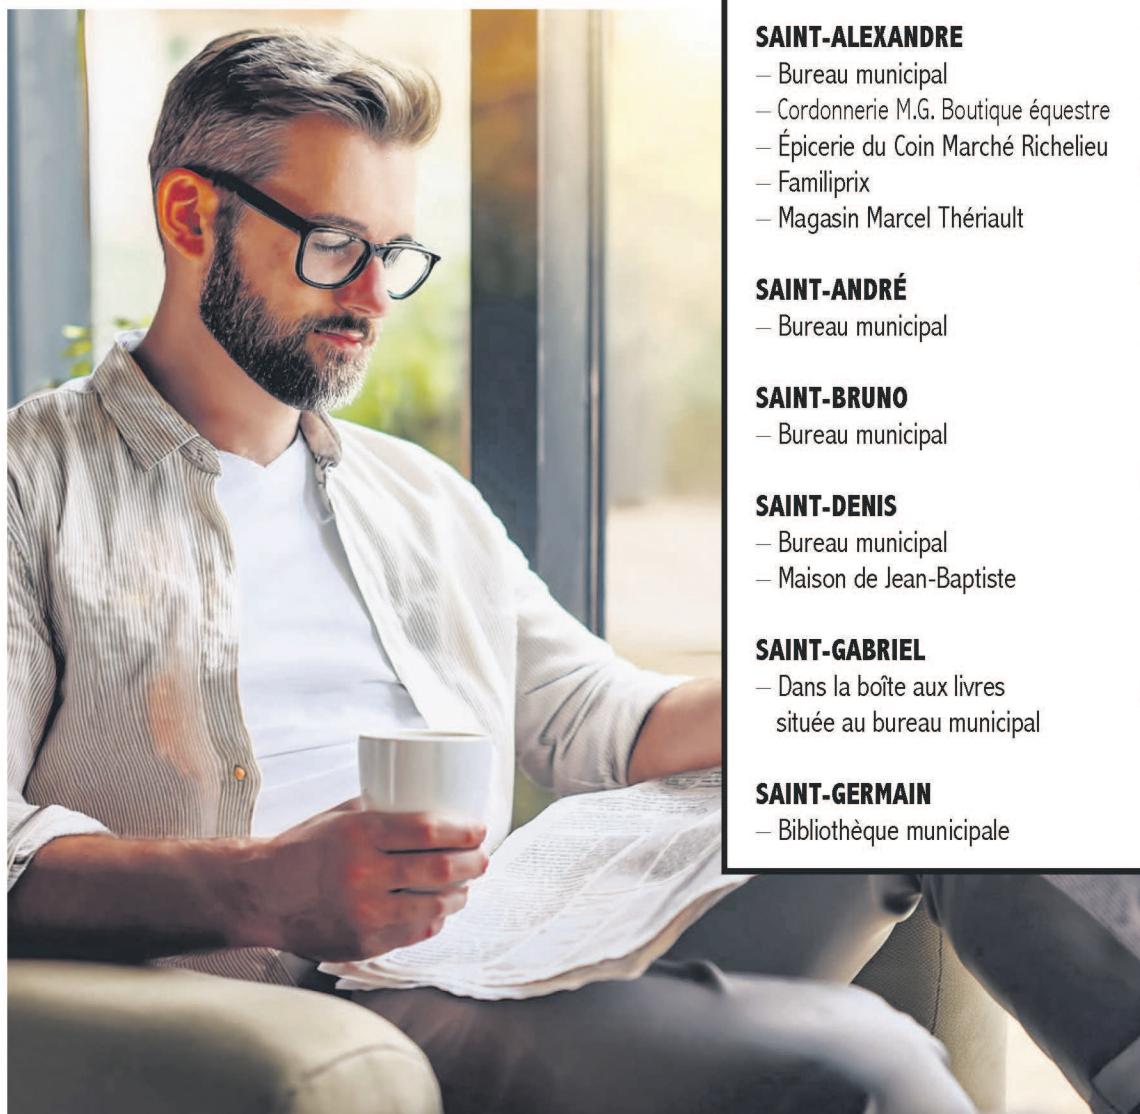 SAINT-ALEXANDRE
– Bureau municipal
– Cordonnerie M.G. Boutique équestre
– Épicerie du Coin Marché Richelieu
– Familiprix
– Magasin Marcel Thériault
SAINT-ANDRÉ
– Bureau municipal
SAINT-BRUNO
– Bureau municipal
SAINT-DENIS
– Bureau municipal
– Maison de Jean-Baptiste
SAINT-GABRIEL
– Dans la boîte aux livres
située au bureau municipal
SAINT-GERMAIN
– Bibliothèque municipale